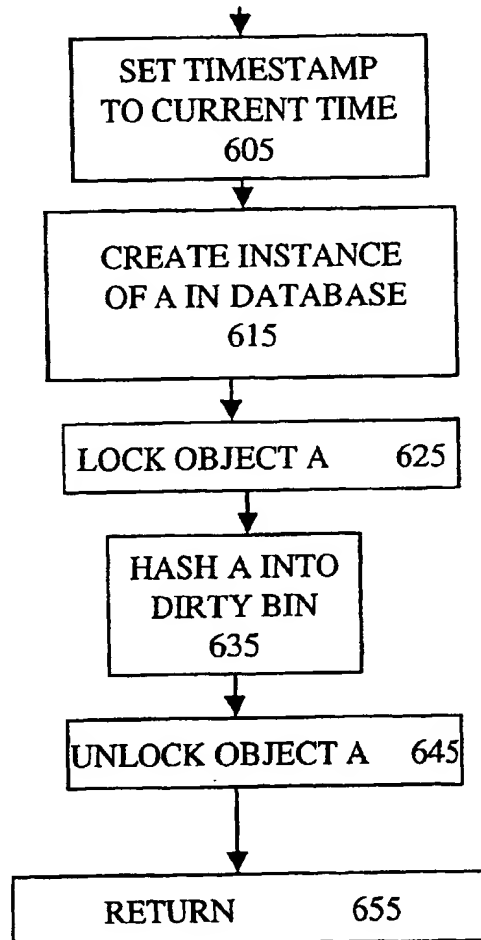 SET TIMESTAMP
TO CURRENT TIME
605
CREATE INSTANCE
OF A IN DATABASE
615
LOCK OBJECT A 625
HASH A INTO
DIRTY BIN
635
UNLOCK OBJECT A 645
RETURN 655